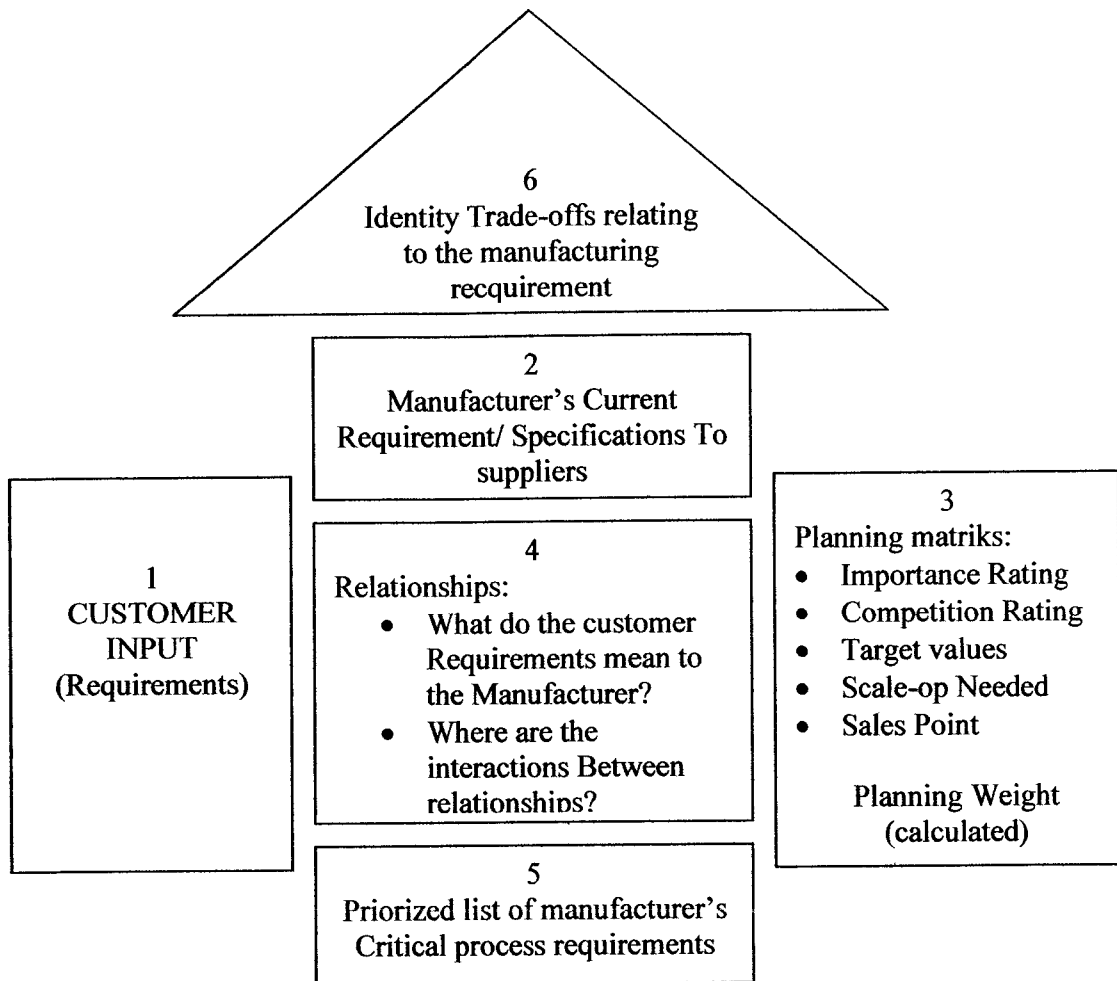 6
Identity Trade-offs relating
to the manufacturing
recquirement
2
Manufacturer's Current
Requirement/ Specifications To
suppliers
1
CUSTOMER
INPUT
(Requirements)
4
Relationships:
• What do the customer
Requirements mean to
the Manufacturer?
• Where are the
interactions Between
relationships?
3
Planning matriks:
• Importance Rating
• Competition Rating
• Target values
• Scale-op Needed
• Sales Point
Planning Weight
(calculated)
5
Priorized list of manufacturer's
Critical process requirements